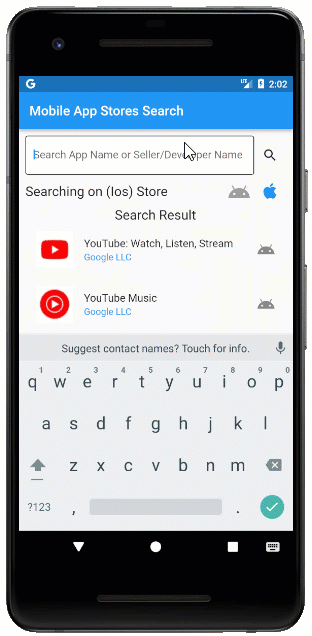 G LTE 2:02
Mobile App Stores Search
Search App Name or Seller/Developer Name
Searching on (Ios) Store
Search Result
YouTube: Watch, Listen, Stream
Google LLC
YouTube Music
Google LLC
Suggest contact names? Touch for info.
1 2 3 4 5 6 7 8 9 0
q w e r t y u i o p
a s d f g h j k l
z x c v b n m
?123 , .